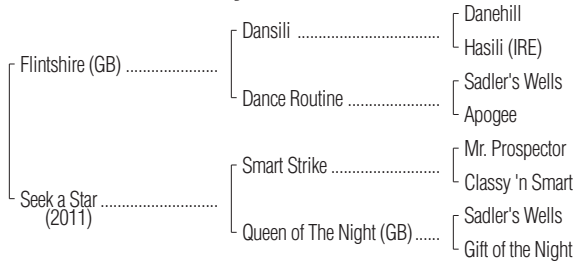 Danehill
Dansili ..................................
Hasili (IRE)
Flintshire (GB) ......................
Sadler's Wells
Dance Routine ......................
Apogee
Mr. Prospector
Smart Strike ..........................
Classy 'n Smart
Seek a Star ...........................
(2011)
Sadler's Wells
Queen of The Night (GB) ......
Gift of the Night